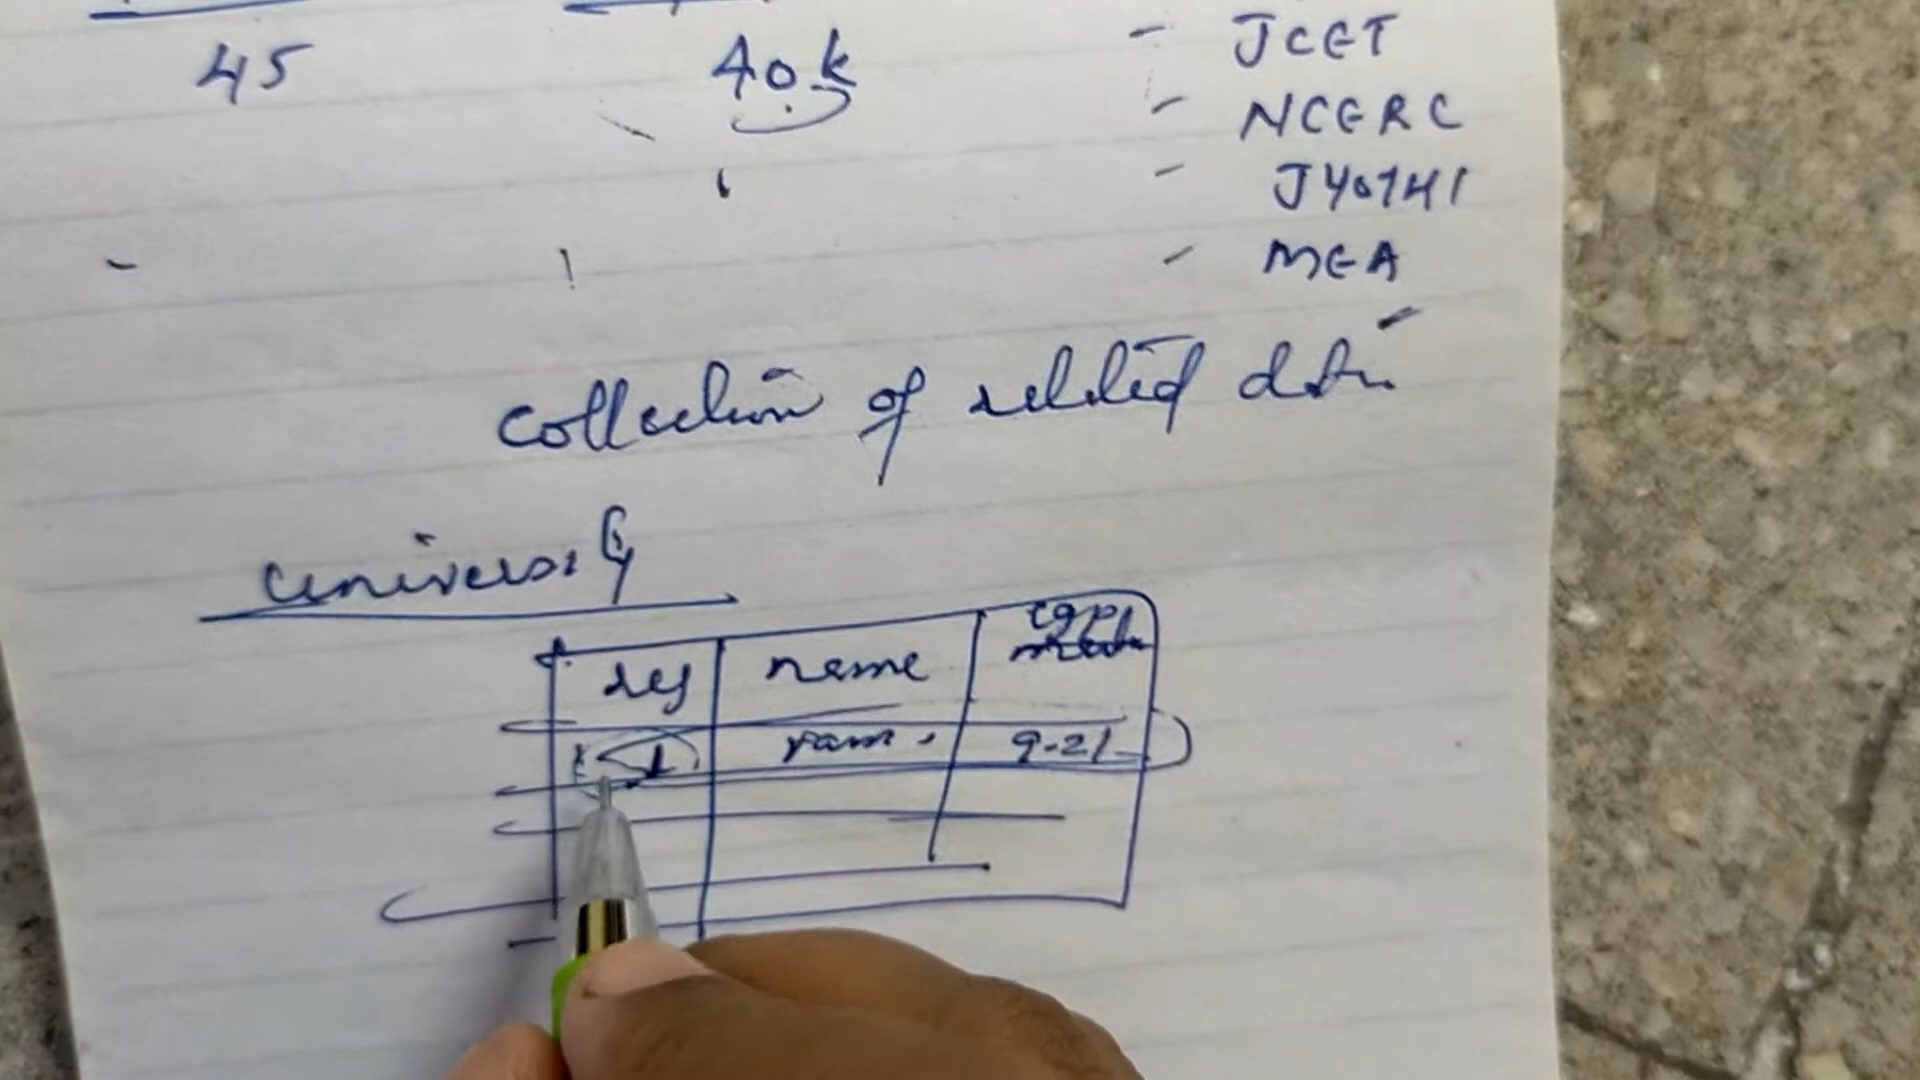 45 40k - JCET
- NCERC
- JYOTHI
- MEA
collection of related data
university
reg name cgpa
1 ram 9.21